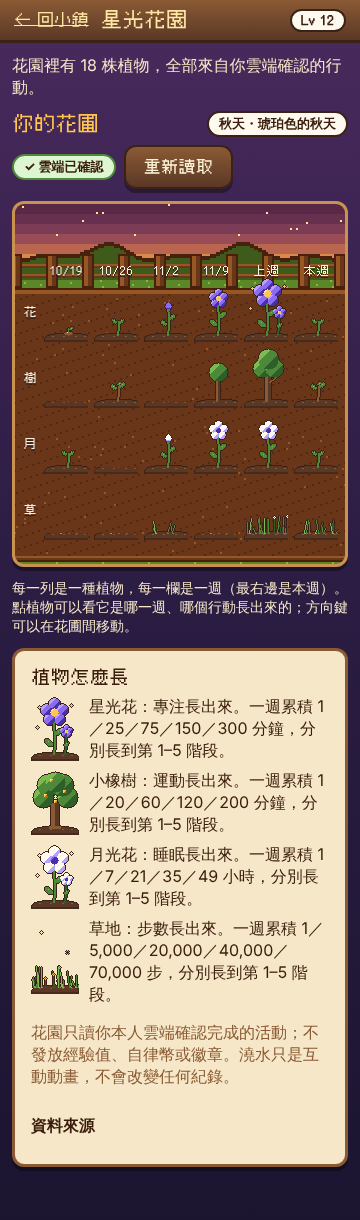 ← 回小鎮 星光花園 Lv 12
花園裡有 18 株植物，全部來自你雲端確認的行
動。
你的花圃 秋天・琥珀色的秋天
✓ 雲端已確認 重新讀取
10/19 10/26 11/2 11/9 上週 本週
花
樹
月
草
每一列是一種植物，每一欄是一週（最右邊是本週）。
點植物可以看它是哪一週、哪個行動長出來的；方向鍵
可以在花圃間移動。
植物怎麼長
星光花：專注長出來。一週累積 1
／25／75／150／300 分鐘，分
別長到第 1–5 階段。
小橡樹：運動長出來。一週累積 1
／20／60／120／200 分鐘，分
別長到第 1–5 階段。
月光花：睡眠長出來。一週累積 1
／7／21／35／49 小時，分別長
到第 1–5 階段。
草地：步數長出來。一週累積 1／
5,000／20,000／40,000／
70,000 步，分別長到第 1–5 階
段。
花園只讀你本人雲端確認完成的活動；不
發放經驗值、自律幣或徽章。澆水只是互
動動畫，不會改變任何紀錄。
資料來源